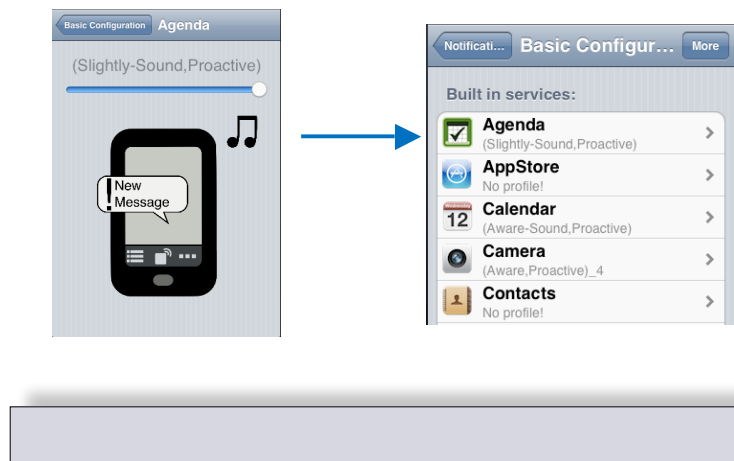 Basic Configuration Agenda
(Slightly-Sound,Proactive)
New
Message
Notificati... Basic Configur... More
Built in services:
Agenda
(Slightly-Sound,Proactive)
AppStore
No profile!
Calendar
12
(Aware-Sound,Proactive)
Camera
(Aware,Proactive)_4
Contacts
No profile!